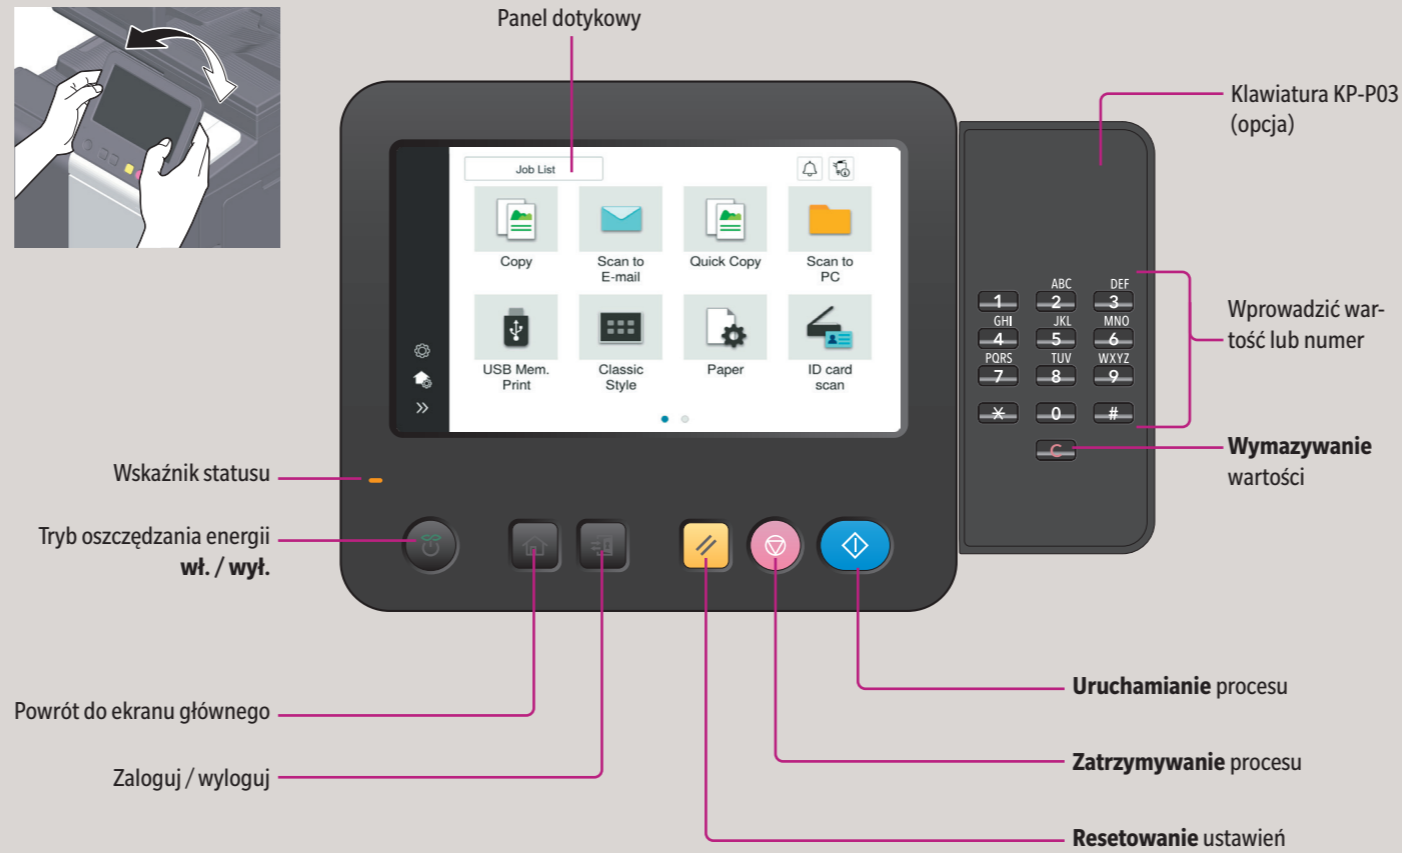 Panel dotykowy
Klawiatura KP-P03
(opcja)
Job List
Copy
Scan to
E-mail
Quick Copy
Scan to
PC
USB Mem.
Print
Classic
Style
Paper
ID card
scan
ABC DEF
1 2 3
GHI JKL MNO
4 5 6
PQRS TUV WXYZ
7 8 9
* 0 #
C
Wprowadzić war-
tość lub numer
Wymazywanie
wartości
Wskaźnik statusu
Tryb oszczędzania energii
wł. / wył.
Powrót do ekranu głównego
Zaloguj / wyloguj
Uruchamianie procesu
Zatrzymywanie procesu
Resetowanie ustawień